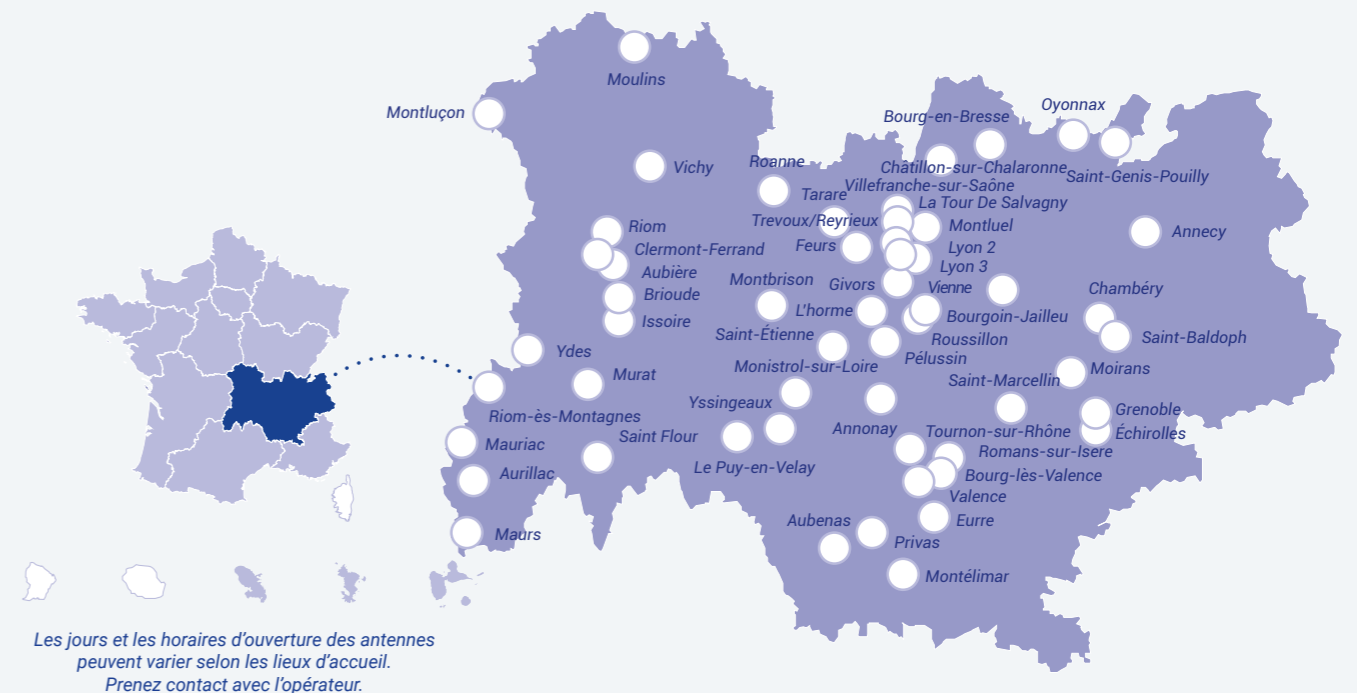 Moulins
Montluçon
Oyonnax
Bourg-en-Bresse
Vichy
Roanne
Châtillon-sur-Chalaronne
Saint-Genis-Pouilly
Villefranche-sur-Saône
Tarare
La Tour De Salvagny
Trevoux/Reyrieux
Riom
Montluel
Annecy
Feurs
Clermont-Ferrand
Lyon 2
Aubière
Lyon 3
Montbrison
Givors
Vienne
Chambéry
Brioude
L'horme
Bourgoin-Jailleu
Issoire
Saint-Étienne
Roussillon
Saint-Baldoph
Ydes
Pélussin
Monistrol-sur-Loire
Moirans
Murat
Saint-Marcellin
Yssingeaux
Grenoble
Riom-ès-Montagnes
Annonay
Tournon-sur-Rhône
Échirolles
Saint Flour
Mauriac
Romans-sur-Isere
Le Puy-en-Velay
Aurillac
Bourg-lès-Valence
Valence
Aubenas
Eurre
Maurs
Privas
Montélimar
Les jours et les horaires d'ouverture des antennes
peuvent varier selon les lieux d'accueil.
Prenez contact avec l'opérateur.